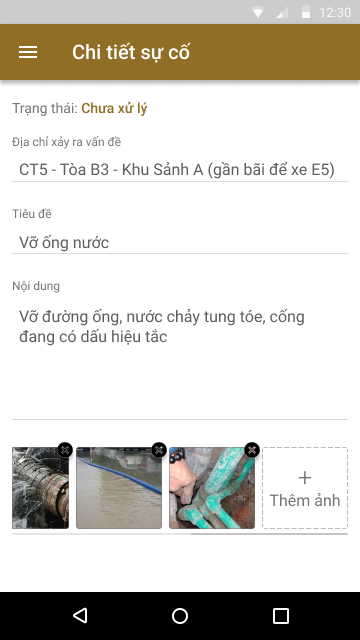 12:30
Chi tiết sự cố
Trạng thái: Chưa xử lý
Địa chỉ xảy ra vấn đề
CT5 - Tòa B3 - Khu Sảnh A (gần bãi để xe E5)
Tiêu đề
Vỡ ống nước
Nội dung
Vỡ đường ống, nước chảy tung tóe, cống
đang có dấu hiệu tắc
Thêm ảnh